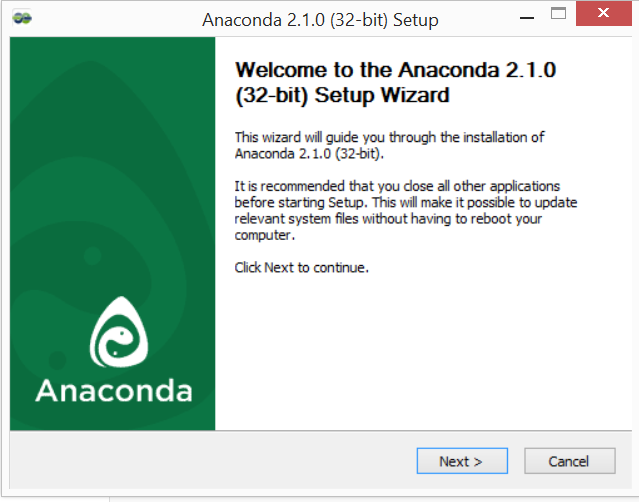 Anaconda 2.1.0 (32-bit) Setup
Welcome to the Anaconda 2.1.0
(32-bit) Setup Wizard
This wizard will guide you through the installation of
Anaconda 2.1.0 (32-bit).
It is recommended that you close all other applications
before starting Setup. This will make it possible to update
relevant system files without having to reboot your
computer.
Click Next to continue.
Anaconda
Next >
Cancel